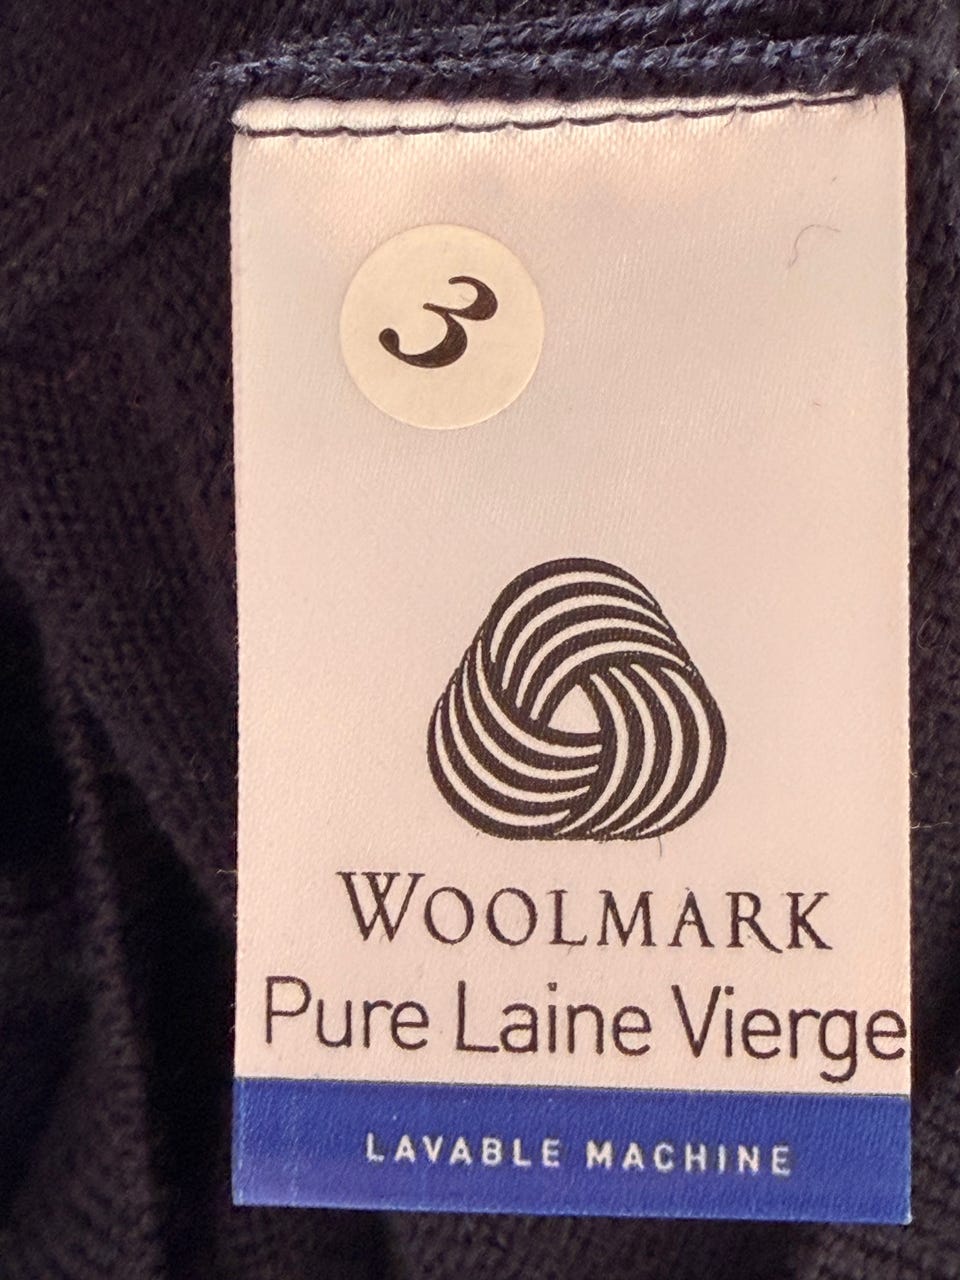 3
WOOLMARK
Pure Laine Vierge
LAVABLE MACHINE